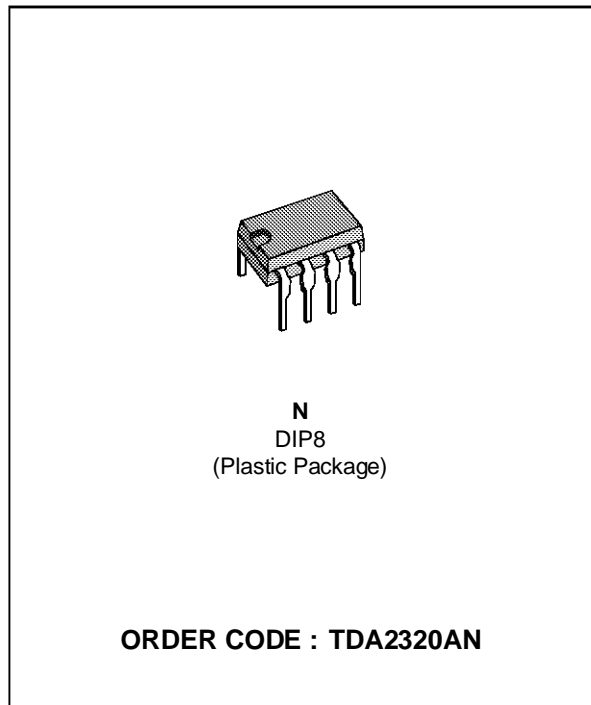 N
DIP8
(Plastic Package)
ORDER CODE : TDA2320AN